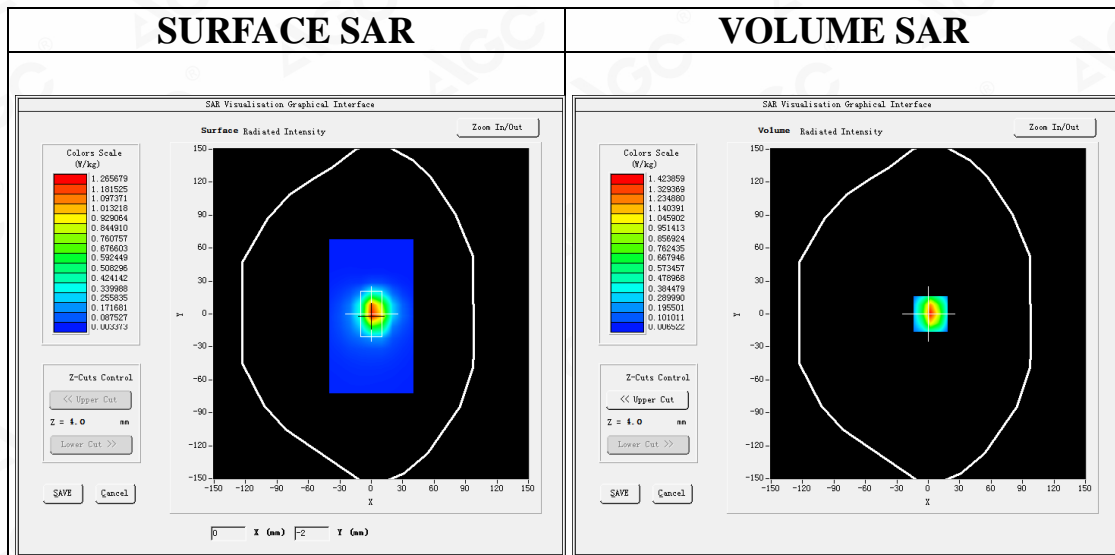 SURFACE SAR
VOLUME SAR
SAR Visualisation Graphical Interface
Surface Radiated Intensity
Zoom In/Out
Colors Scale
(W/kg)
1.265679
1.181525
1.097371
1.013218
0.929064
0.844910
0.760757
0.676603
0.592449
0.508296
0.424142
0.339988
0.255835
0.171681
0.087527
0.003373
Z-Cuts Control
<< Upper Cut
Z = 4.0 mm
Lower Cut >>
SAVE Cancel
150
120
90
60
30
0
-30
-60
-90
-120
-150
Y
-150 -120 -90 -60 -30 0 30 60 90 120 150
X
0 X (mm) -2 Y (mm)
SAR Visualisation Graphical Interface
Volume Radiated Intensity
Zoom In/Out
Colors Scale
(W/kg)
1.423859
1.329369
1.234880
1.140391
1.045902
0.951413
0.856924
0.762435
0.667946
0.573457
0.478968
0.384479
0.289990
0.195501
0.101011
0.006522
Z-Cuts Control
<< Upper Cut
Z = 4.0 mm
Lower Cut >>
SAVE Cancel
150
120
90
60
30
0
-30
-60
-90
-120
-150
Y
-150 -120 -90 -60 -30 0 30 60 90 120 150
X